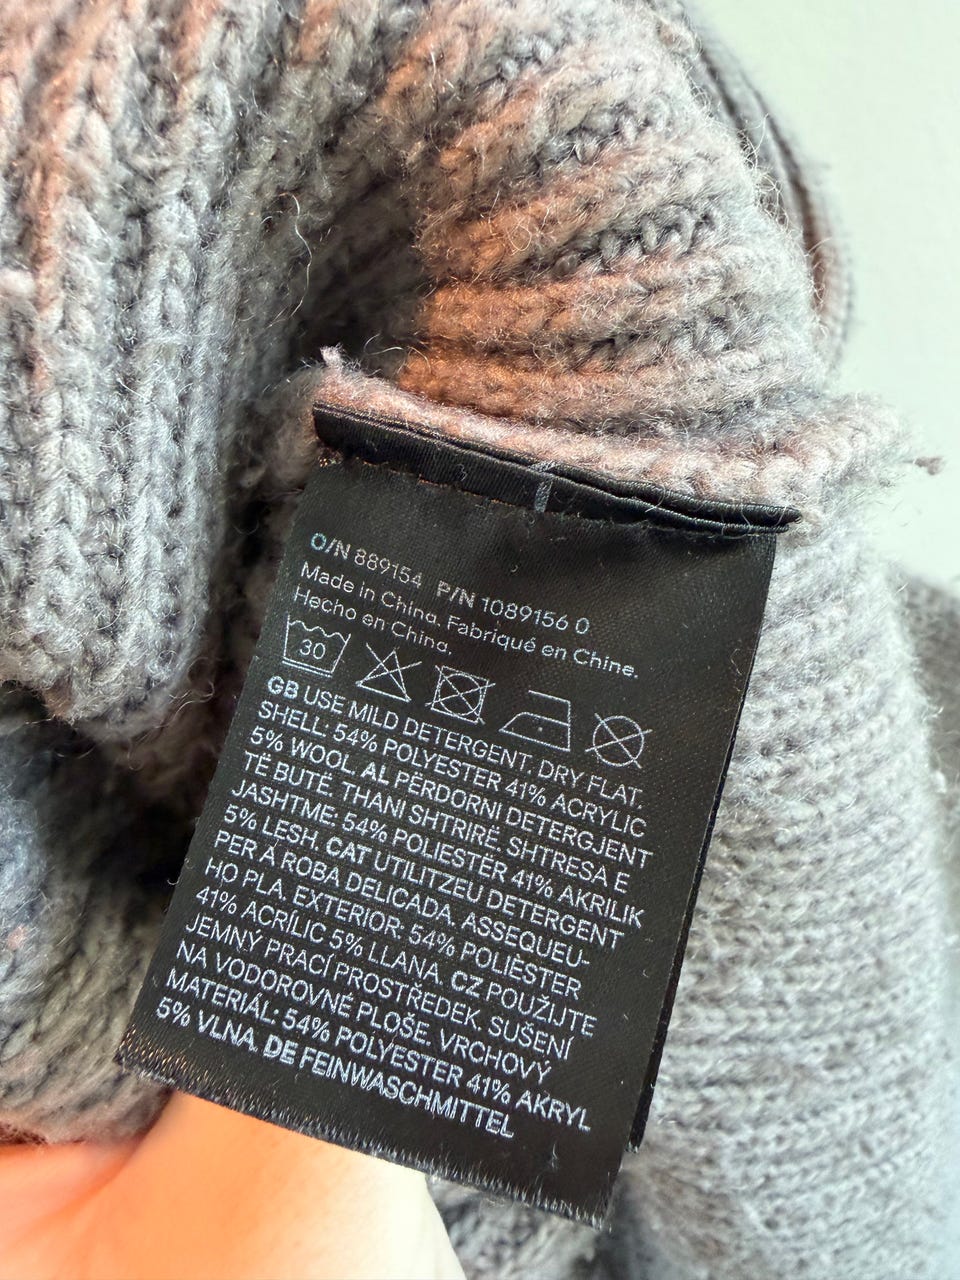 O/N 889154 P/N 1089156 0
Made in China. Fabriqué en Chine.
Hecho en China.
30
GB USE MILD DETERGENT. DRY FLAT.
SHELL: 54% POLYESTER 41% ACRYLIC
5% WOOL. AL PËRDORNI DETERGJENT
TË BUTË. THANI SHTRIRË. SHTRESA E
JASHTME: 54% POLIESTËR 41% AKRILIK
5% LESH. CAT UTILITZEU DETERGENT
PER A ROBA DELICADA. ASSEQUEU-
HO PLA. EXTERIOR: 54% POLIÈSTER
41% ACRÍLIC 5% LLANA. CZ POUŽIJTE
JEMNÝ PRACÍ PROSTŘEDEK. SUŠENÍ
NA VODOROVNÉ PLOŠE. VRCHOVÝ
MATERIÁL: 54% POLYESTER 41% AKRYL
5% VLNA. DE FEINWASCHMITTEL